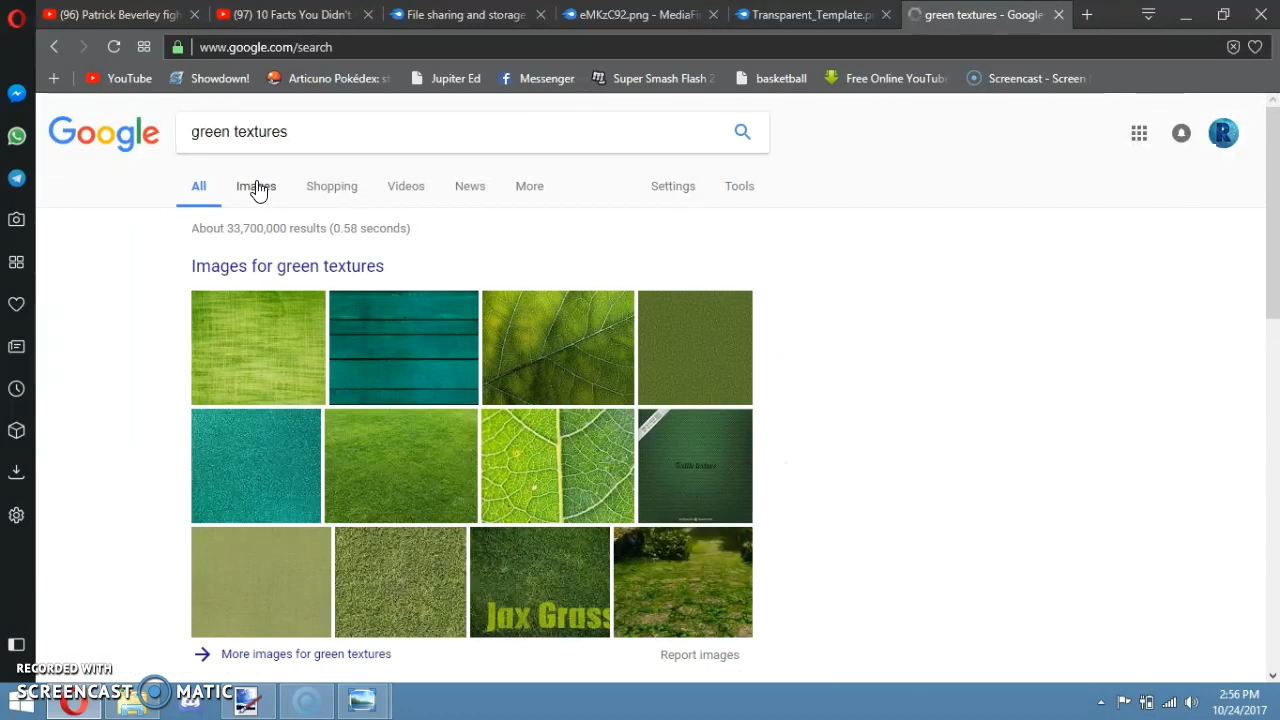 (96) Patrick Beverley figh
(97) 10 Facts You Didn't
File sharing and storage
eMKzC92.png - MediaFi
Transparent_Template.p
green textures - Google
www.google.com/search
YouTube
Showdown!
Articuno Pokédex: st
Jupiter Ed
Messenger
Super Smash Flash 2
basketball
Free Online YouTub
Screencast - Screen
Google
green textures
R
All
Images
Shopping
Videos
News
More
Settings
Tools
About 33,700,000 results (0.58 seconds)
Images for green textures
Textile texture
Jax Grass
More images for green textures
Report images
RECORDED WITH
SCREENCAST MATIC
2:56 PM
10/24/2017